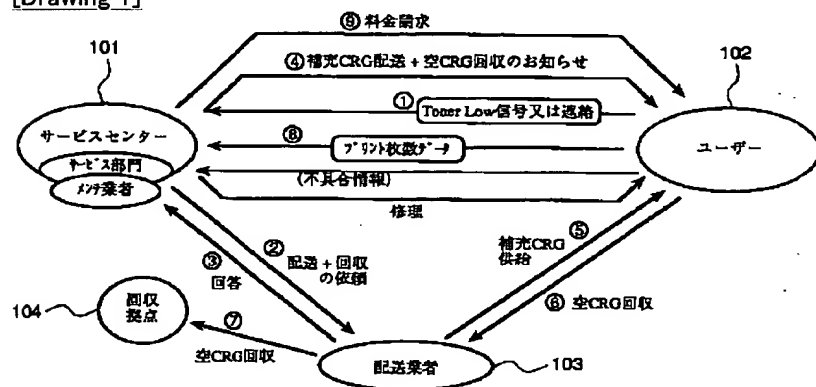 [Drawing 1]
⑨ 料金請求
101
④補充CRG配送 + 空CRG回収のお知らせ
102
① Toner Low信号又は連絡
サービスセンター
サービス部門
メンテ業者
⑧ プリント枚数データ
ユーザー
(不具合情報)
修理
② 配送 + 回収
の依頼
③
回答
⑤
補充CRG
供給
⑥ 空CRG回収
104
回収
拠点
⑦
空CRG回収
配送業者
103